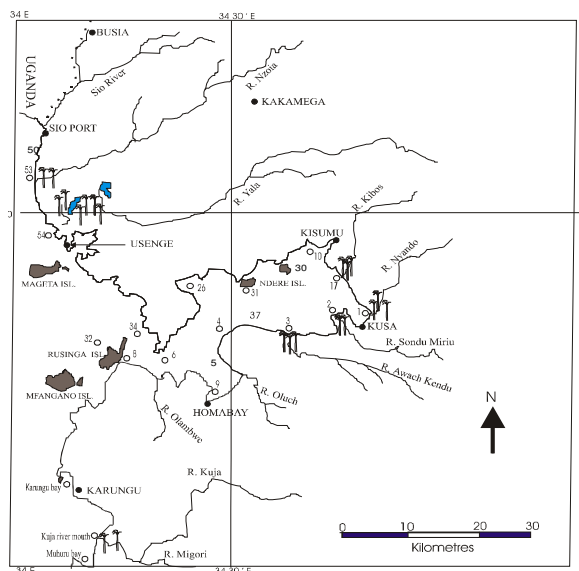 34 E
34 30' E
BUSIA
UGANDA
Sio River
R. Nzoia
KAKAMEGA
SIO PORT
50
53
R. Yala
R. Kibos
0
54
USENGE
KISUMU
R. Nyando
10
30
MAGETA ISL.
17
26
NDERE ISL.
31
2
1
37
4
3
KUSA
34
32
R. Sondu Miriu
RUSINGA ISL
8
6
5
R. Awach Kendu
MFANGANO ISL.
9
R. Oluch
HOMABAY
R. Olambwe
N
R. Kuja
Karungu bay
KARUNGU
Kuja river mouth
0 10 20 30
Kilometres
Muhuru bay
R. Migori
34 E
34 30' E